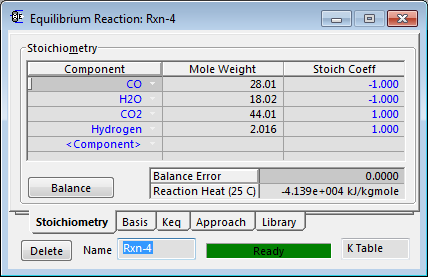 Equilibrium Reaction: Rxn-4
Stoichiometry
Component Mole Weight Stoich Coeff
CO 28.01 -1.000
H2O 18.02 -1.000
CO2 44.01 1.000
Hydrogen 2.016 1.000
<Component>
Balance Error 0.0000
Balance Reaction Heat (25 C) -4.139e+004 kJ/kgmole
Stoichiometry Basis Keq Approach Library
Delete Name Rxn-4 Ready K Table